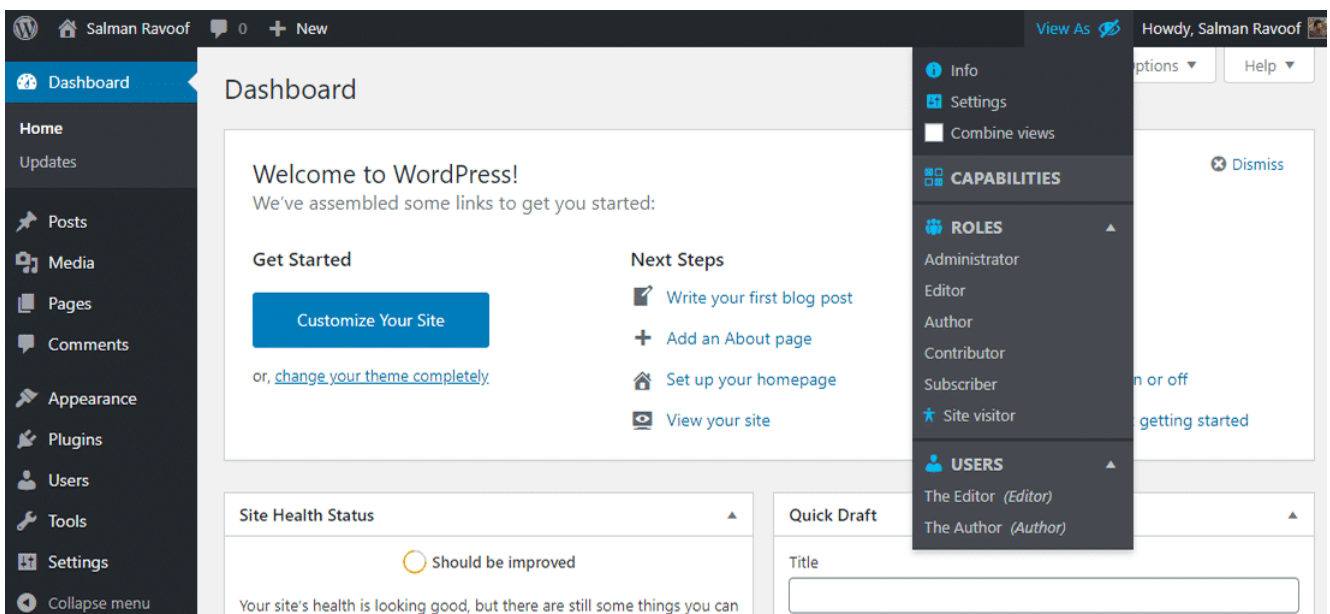 Salman Ravoof 0 + New View As Howdy, Salman Ravoof
Dashboard
Home
Updates
Posts
Media
Pages
Comments
Appearance
Plugins
Users
Tools
Settings
Collapse menu
Dashboard
Help ▼
Welcome to WordPress!
We've assembled some links to get you started:
Dismiss
Get Started
Customize Your Site
or, change your theme completely
Next Steps
Write your first blog post
Add an About page
Set up your homepage
View your site
n or off
getting started
Info
Settings
Combine views
CAPABILITIES
ROLES
Administrator
Editor
Author
Contributor
Subscriber
Site visitor
USERS
The Editor (Editor)
The Author (Author)
Site Health Status
Should be improved
Your site's health is looking good, but there are still some things you can
Quick Draft
Title